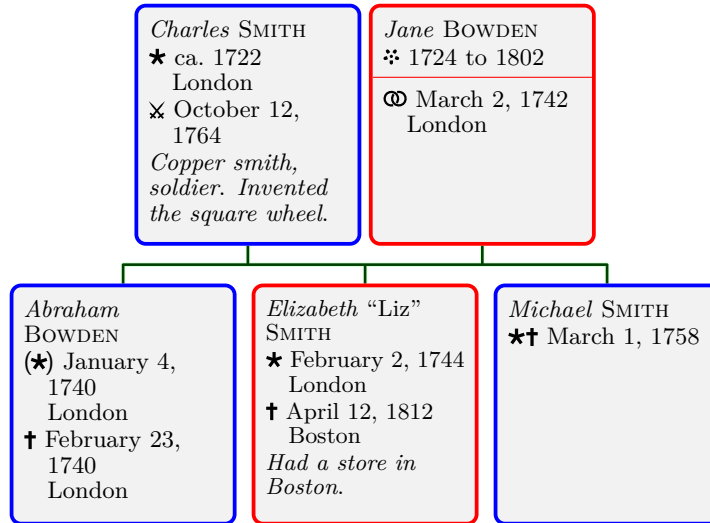 Charles SMITH
★ ca. 1722
London
⚔ October 12,
1764
Copper smith,
soldier. Invented
the square wheel.
Jane BOWDEN
⁘ 1724 to 1802
⚭ March 2, 1742
London
Abraham
BOWDEN
(★) January 4,
1740
London
† February 23,
1740
London
Elizabeth “Liz”
SMITH
★ February 2, 1744
London
† April 12, 1812
Boston
Had a store in
Boston.
Michael SMITH
★† March 1, 1758